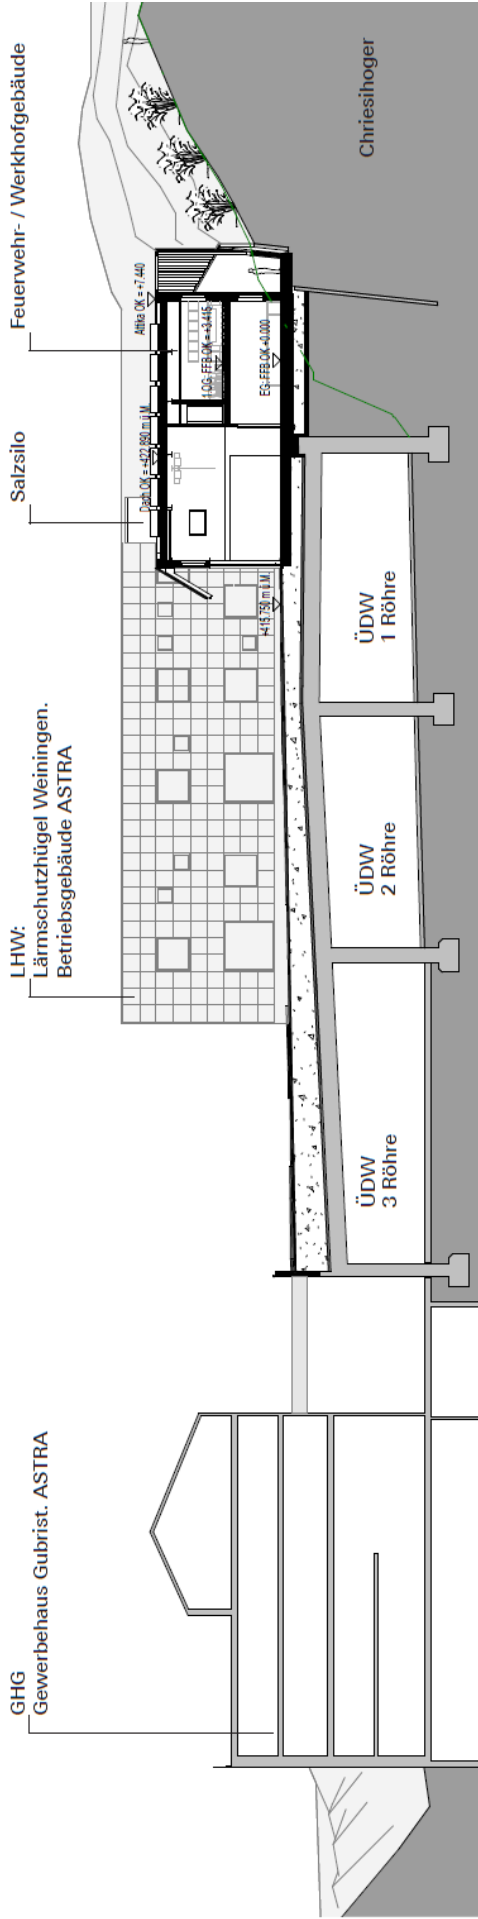 GHG
Gewerbehaus Gubrist. ASTRA
LHW:
Lärmschutzhügel Weiningen.
Betriebsgebäude ASTRA
Salzsilo
Feuerwehr- / Werkhofgebäude
Dach OK = +422.890 m ü.M.
Attika OK = +7.440
1.OG: FFB OK = +3.415
EG: FFB OK +0.000
+415.750 m ü.M.
ÜDW
3 Röhre
ÜDW
2 Röhre
ÜDW
1 Röhre
Chriesihoger